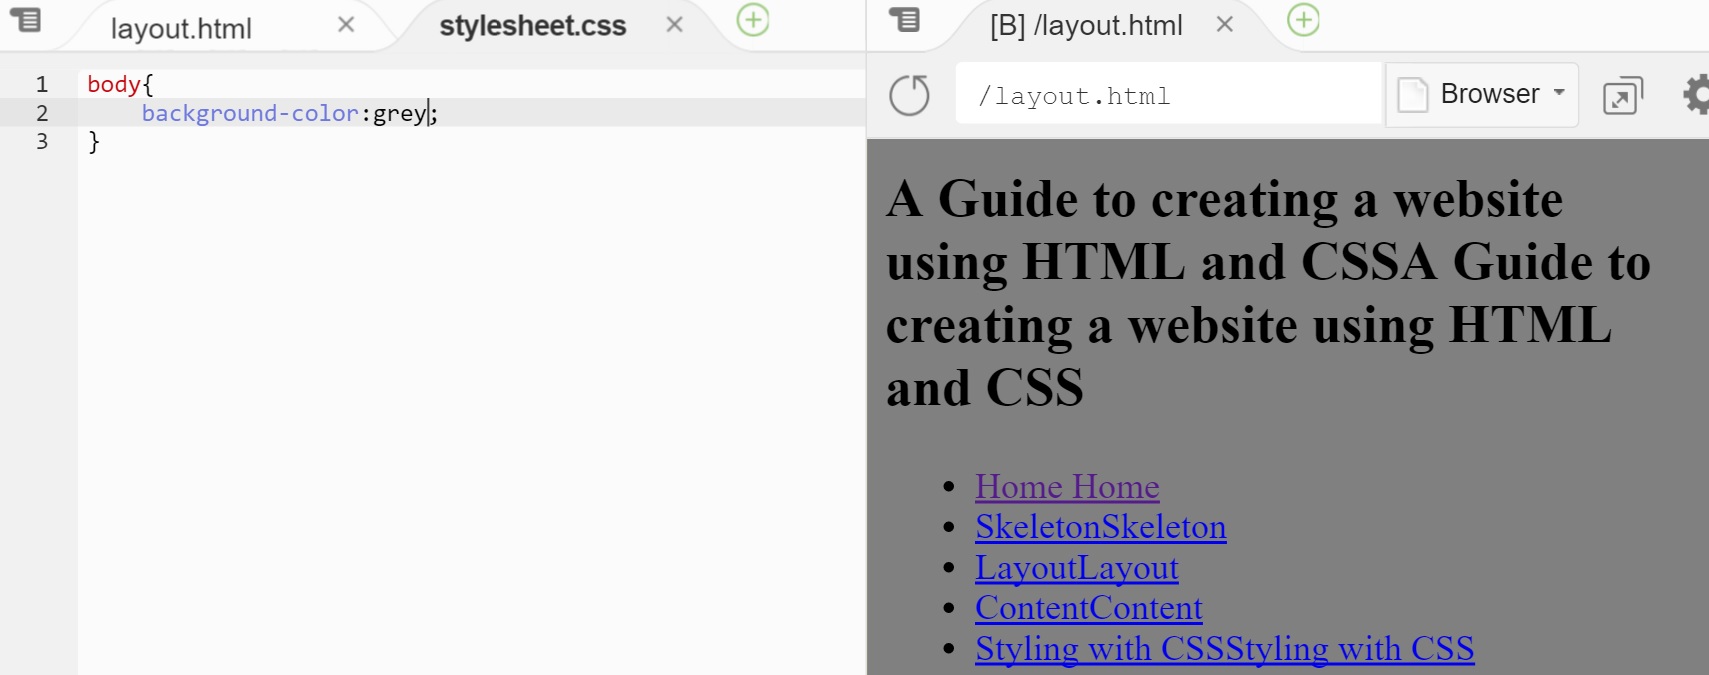 layout.html
stylesheet.css
1 body{
2 background-color:grey;
3 }
[B] /layout.html
/layout.html
Browser
A Guide to creating a website
using HTML and CSSA Guide to
creating a website using HTML
and CSS
Home Home
SkeletonSkeleton
LayoutLayout
ContentContent
Styling with CSSStyling with CSS